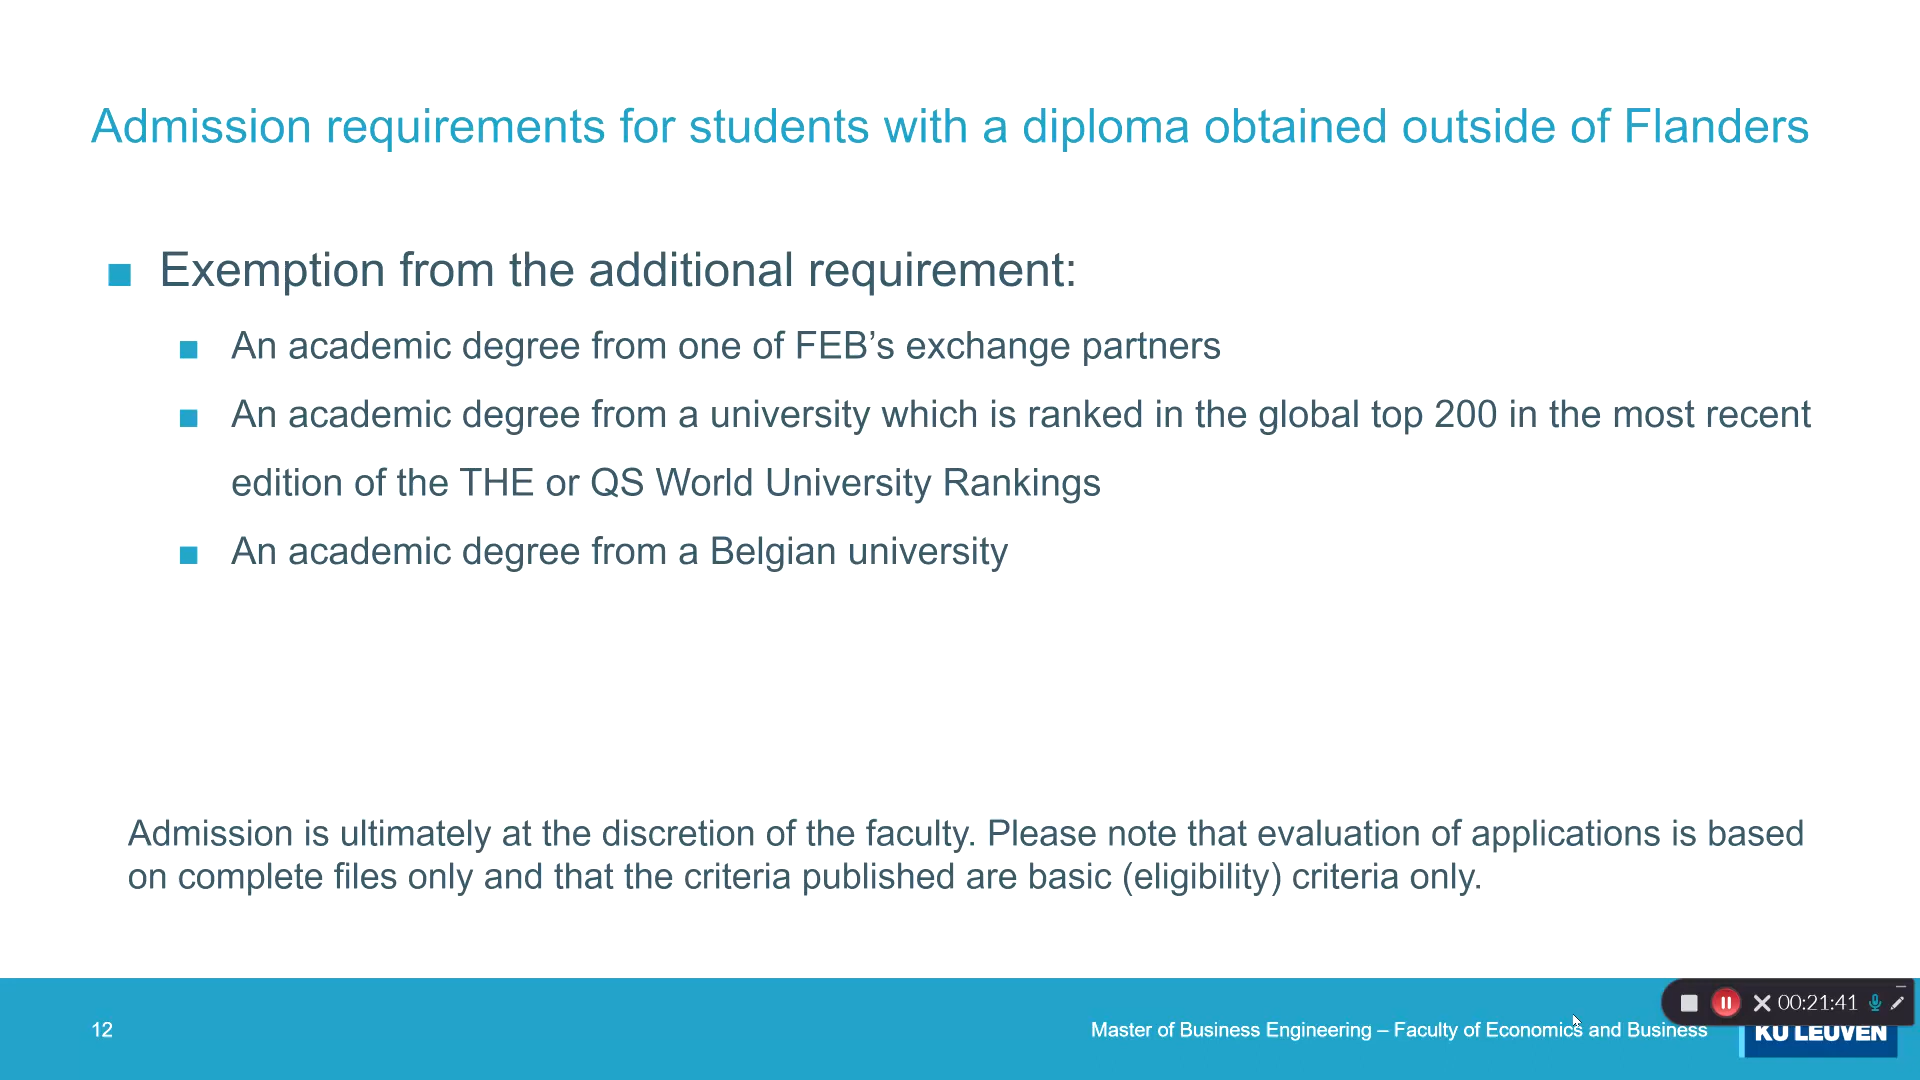 Admission requirements for students with a diploma obtained outside of Flanders
Exemption from the additional requirement:
An academic degree from one of FEB’s exchange partners
An academic degree from a university which is ranked in the global top 200 in the most recent
edition of the THE or QS World University Rankings
An academic degree from a Belgian university
Admission is ultimately at the discretion of the faculty. Please note that evaluation of applications is based
on complete files only and that the criteria published are basic (eligibility) criteria only.
00:21:41
12
Master of Business Engineering – Faculty of Economics and Business
KU LEUVEN